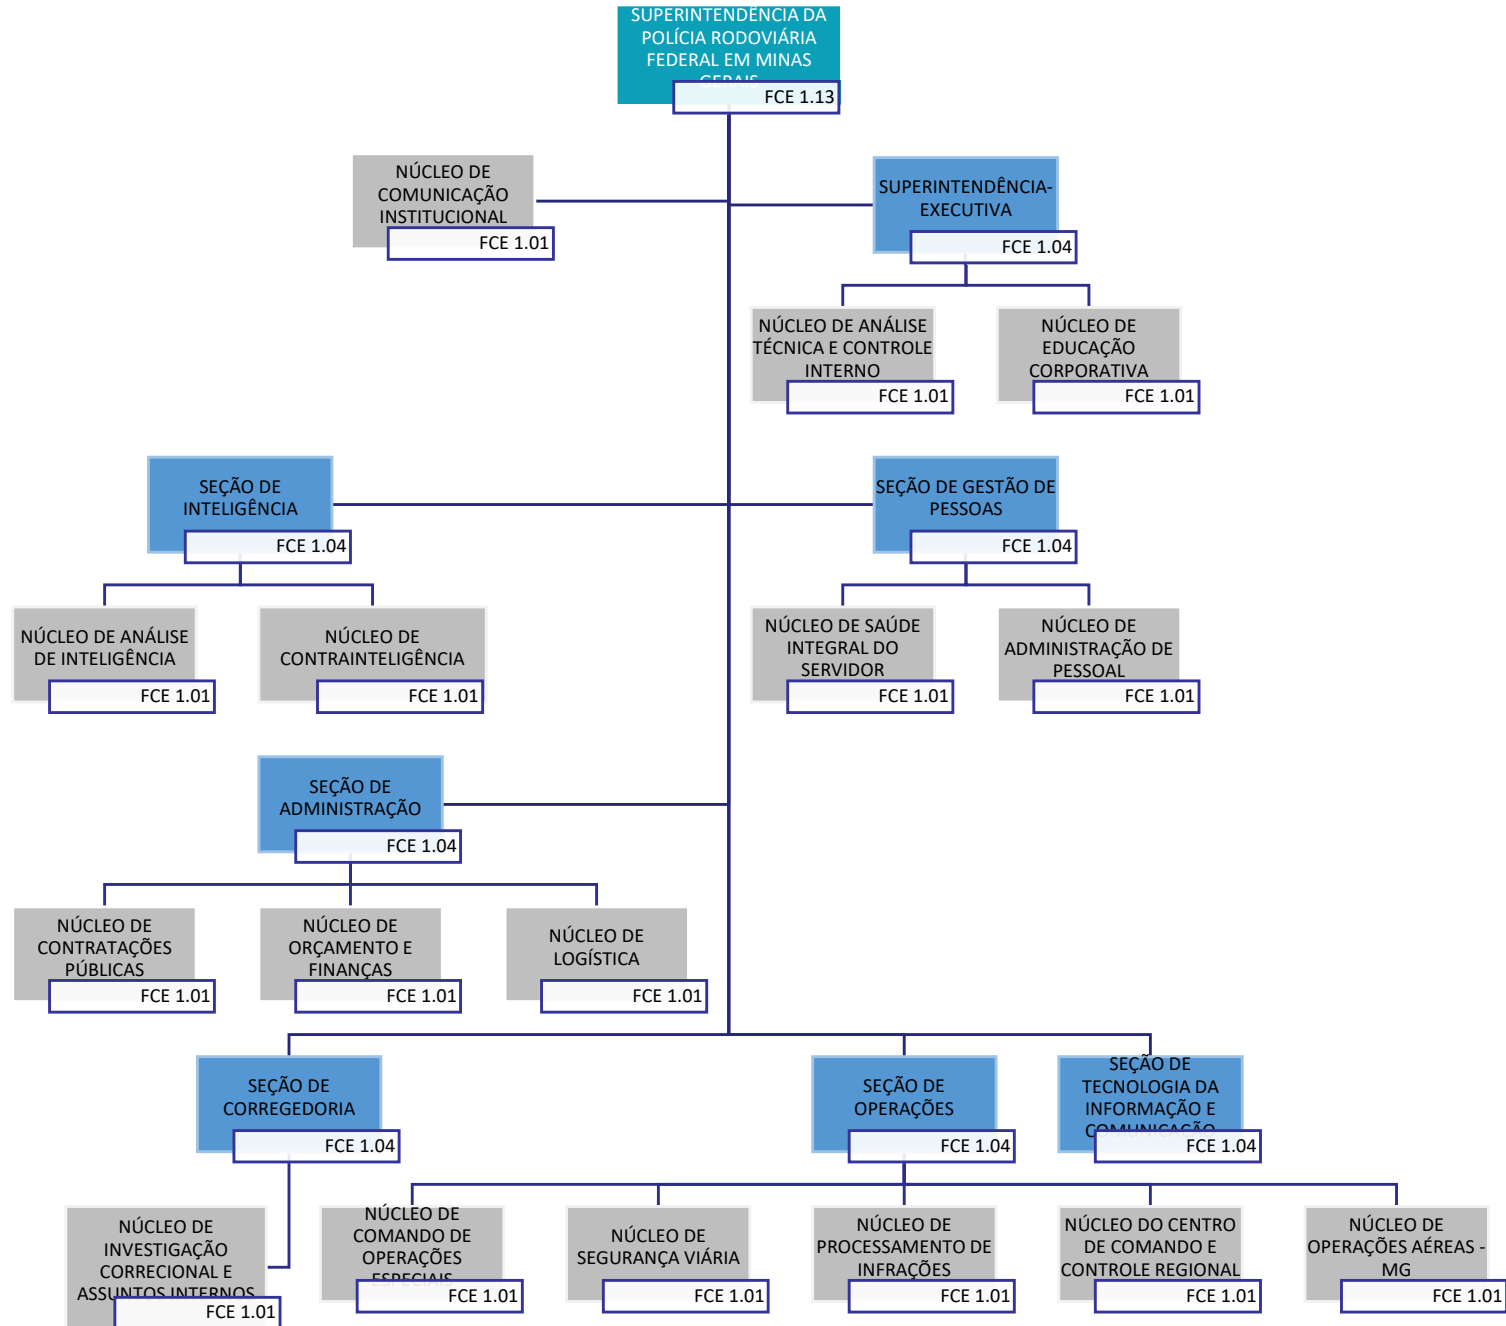 SUPERINTENDÊNCIA DA
POLÍCIA RODOVIÁRIA
FEDERAL EM MINAS
GERAIS
FCE 1.13
NÚCLEO DE
COMUNICAÇÃO
INSTITUCIONAL
FCE 1.01
SUPERINTENDÊNCIA-
EXECUTIVA
FCE 1.04
NÚCLEO DE ANÁLISE
TÉCNICA E CONTROLE
INTERNO
FCE 1.01
NÚCLEO DE
EDUCAÇÃO
CORPORATIVA
FCE 1.01
SEÇÃO DE
INTELIGÊNCIA
FCE 1.04
SEÇÃO DE GESTÃO DE
PESSOAS
FCE 1.04
NÚCLEO DE ANÁLISE
DE INTELIGÊNCIA
FCE 1.01
NÚCLEO DE
CONTRAINTELIGÊNCIA
FCE 1.01
NÚCLEO DE SAÚDE
INTEGRAL DO
SERVIDOR
FCE 1.01
NÚCLEO DE
ADMINISTRAÇÃO DE
PESSOAL
FCE 1.01
SEÇÃO DE
ADMINISTRAÇÃO
FCE 1.04
NÚCLEO DE
CONTRATAÇÕES
PÚBLICAS
FCE 1.01
NÚCLEO DE
ORÇAMENTO E
FINANÇAS
FCE 1.01
NÚCLEO DE
LOGÍSTICA
FCE 1.01
SEÇÃO DE
CORREGEDORIA
FCE 1.04
SEÇÃO DE
OPERAÇÕES
FCE 1.04
SEÇÃO DE
TECNOLOGIA DA
INFORMAÇÃO E
COMUNICAÇÃO
FCE 1.04
NÚCLEO DE
INVESTIGAÇÃO
CORRECIONAL E
ASSUNTOS INTERNOS
FCE 1.01
NÚCLEO DE
COMANDO DE
OPERAÇÕES
ESPECIAIS
FCE 1.01
NÚCLEO DE
SEGURANÇA VIÁRIA
FCE 1.01
NÚCLEO DE
PROCESSAMENTO DE
INFRAÇÕES
FCE 1.01
NÚCLEO DO CENTRO
DE COMANDO E
CONTROLE REGIONAL
FCE 1.01
NÚCLEO DE
OPERAÇÕES AÉREAS -
MG
FCE 1.01